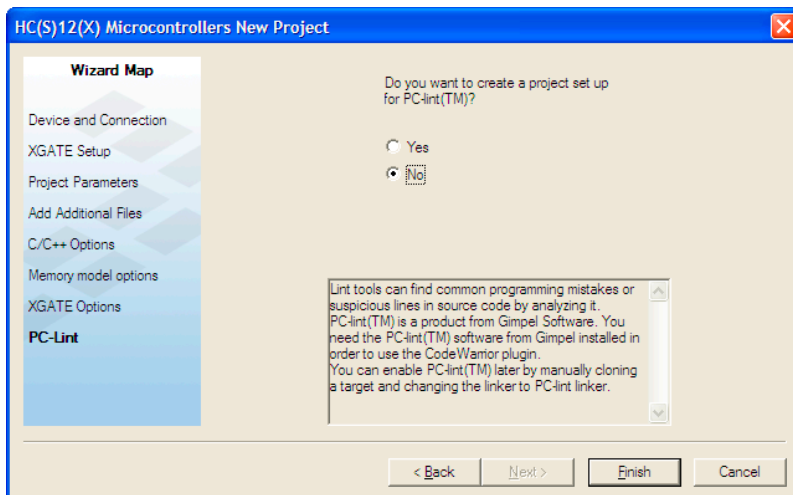 HC(S)12(X) Microcontrollers New Project
Wizard Map
Device and Connection
XGATE Setup
Project Parameters
Add Additional Files
C/C++ Options
Memory model options
XGATE Options
PC-Lint
Do you want to create a project set up
for PC-lint(TM)?
Yes
No
Lint tools can find common programming mistakes or
suspicious lines in source code by analyzing it.
PC-lint(TM) is a product from Gimpel Software. You
need the PC-lint(TM) software from Gimpel installed in
order to use the CodeWarrior plugin.
You can enable PC-lint(TM) later by manually cloning
a target and changing the linker to PC-lint linker.
< Back
Next >
Finish
Cancel